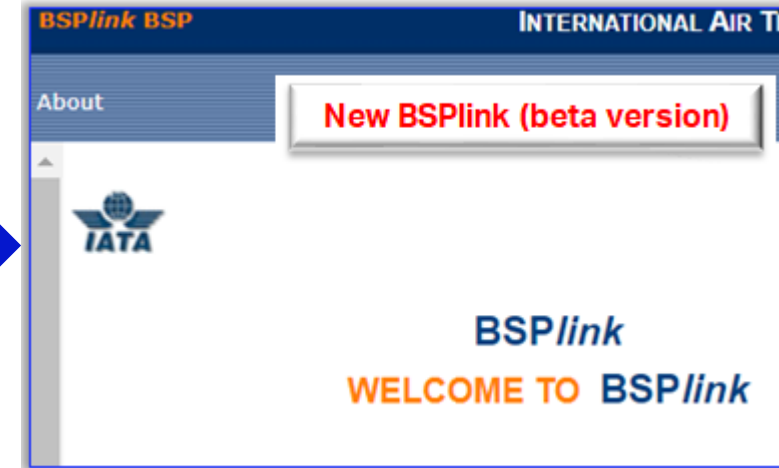 BSPlink BSP
INTERNATIONAL AIR
About
New BSPlink (beta version)
IATA
BSPlink
WELCOME TO BSPlink